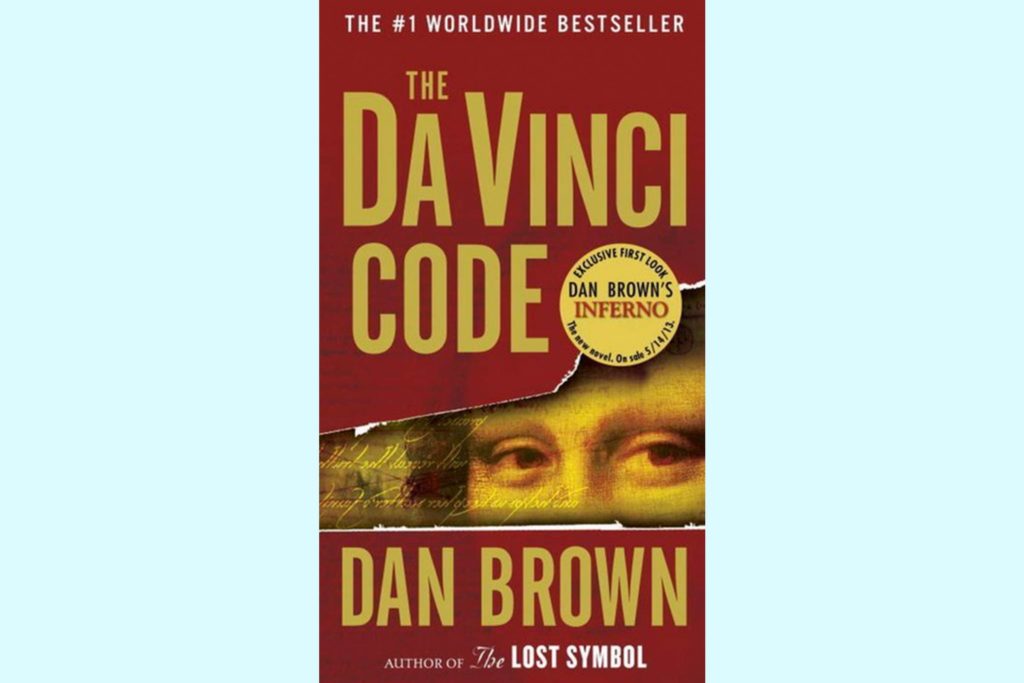 THE #1 WORLDWIDE BESTSELLER
THE
DA VINCI
CODE
EXCLUSIVE FIRST LOOK
DAN BROWN'S
INFERNO
The new novel. On sale 5/14/13.
DAN BROWN
AUTHOR OF The LOST SYMBOL